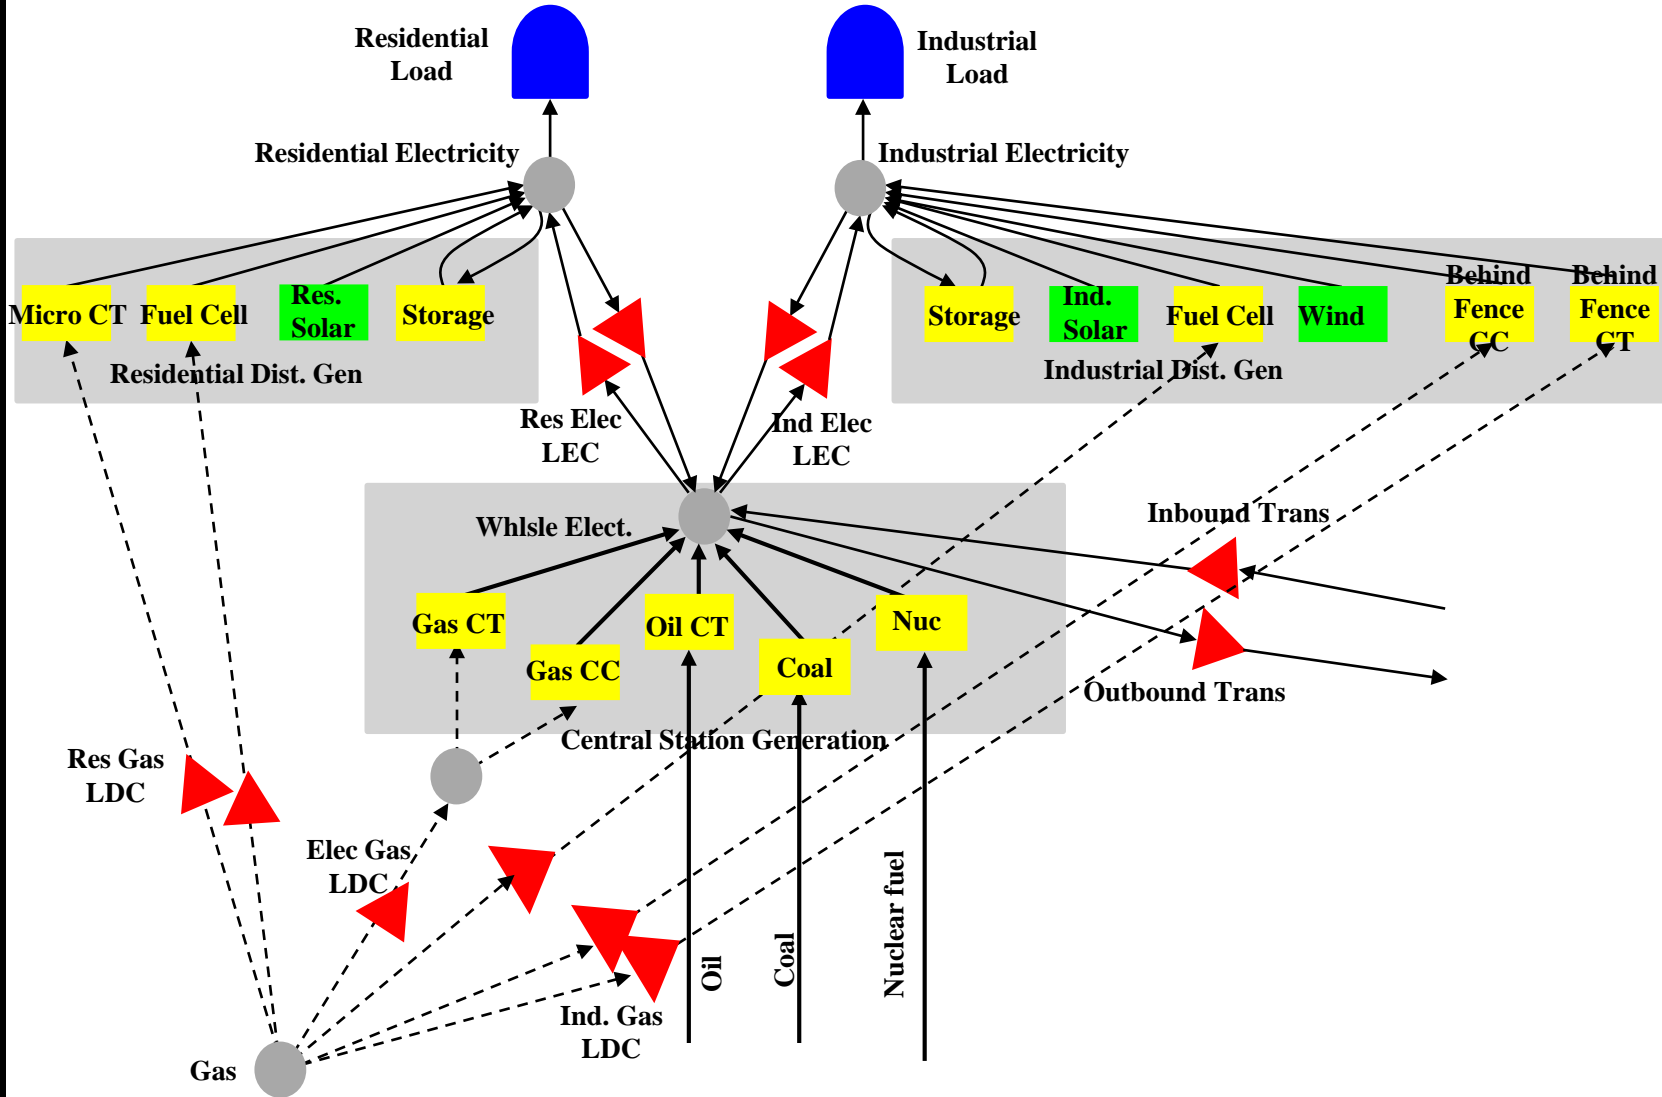 Residential
Load
Industrial
Load
Residential Electricity
Industrial Electricity
Micro CT
Fuel Cell
Res.
Solar
Storage
Residential Dist. Gen
Storage
Ind.
Solar
Fuel Cell
Wind
Behind
Fence
CC
Behind
Fence
CT
Industrial Dist. Gen
Res Elec
LEC
Ind Elec
LEC
Whlsle Elect.
Inbound Trans
Gas CT
Gas CC
Oil CT
Coal
Nuc
Outbound Trans
Central Station Generation
Res Gas
LDC
Elec Gas
LDC
Oil
Coal
Nuclear fuel
Ind. Gas
LDC
Gas